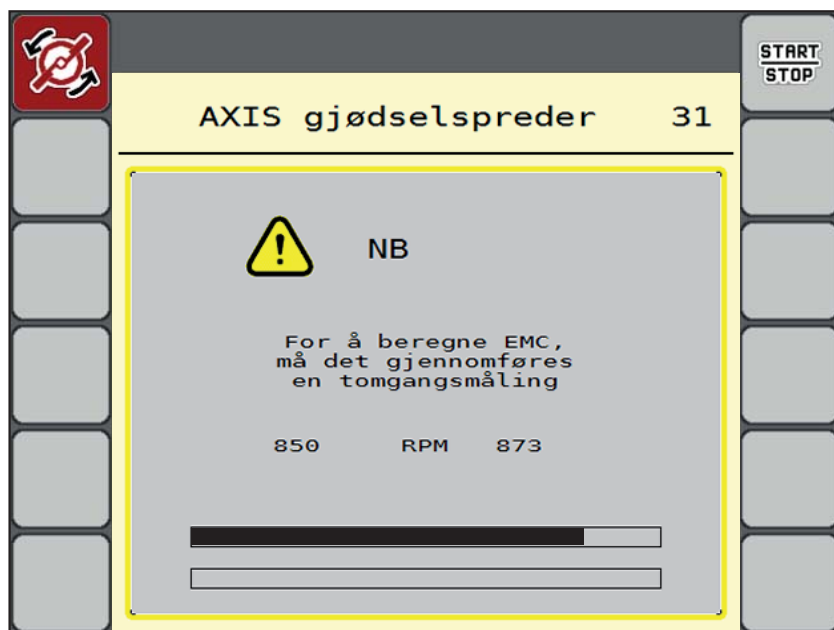 START
STOP
AXIS gjødselspreder 31
NB
For å beregne EMC,
må det gjennomføres
en tomgangsmåling
850 RPM 873